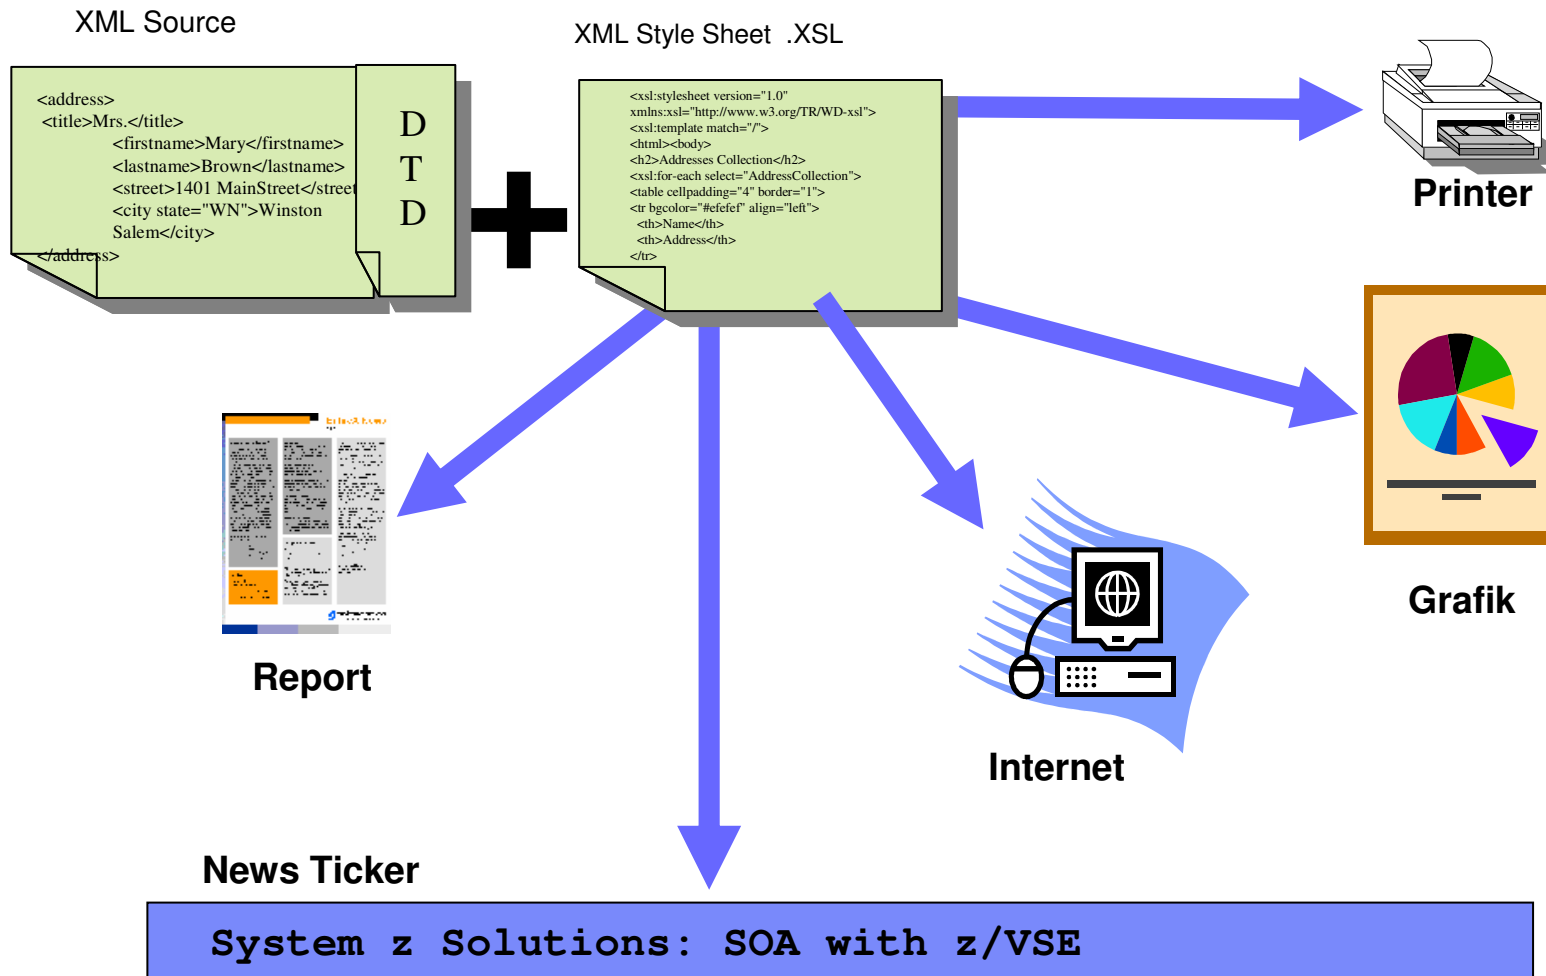 XML Source
XML Style Sheet .XSL
<address>
<title>Mrs.</title>
<firstname>Mary</firstname>
<lastname>Brown</lastname>
<street>1401 MainStreet</street
<city state="WN">Winston
Salem</city>
</address>
D
T
D
<xsl:stylesheet version="1.0"
xmlns:xsl="http://www.w3.org/TR/WD-xsl">
<xsl:template match="/">
<html><body>
<h2>Addresses Collection</h2>
<xsl:for-each select="AddressCollection">
<table cellpadding="4" border="1">
<tr bgcolor="#efefef" align="left">
<th>Name</th>
<th>Address</th>
</tr>
Printer
Grafik
Report
Internet
News Ticker
System z Solutions: SOA with z/VSE